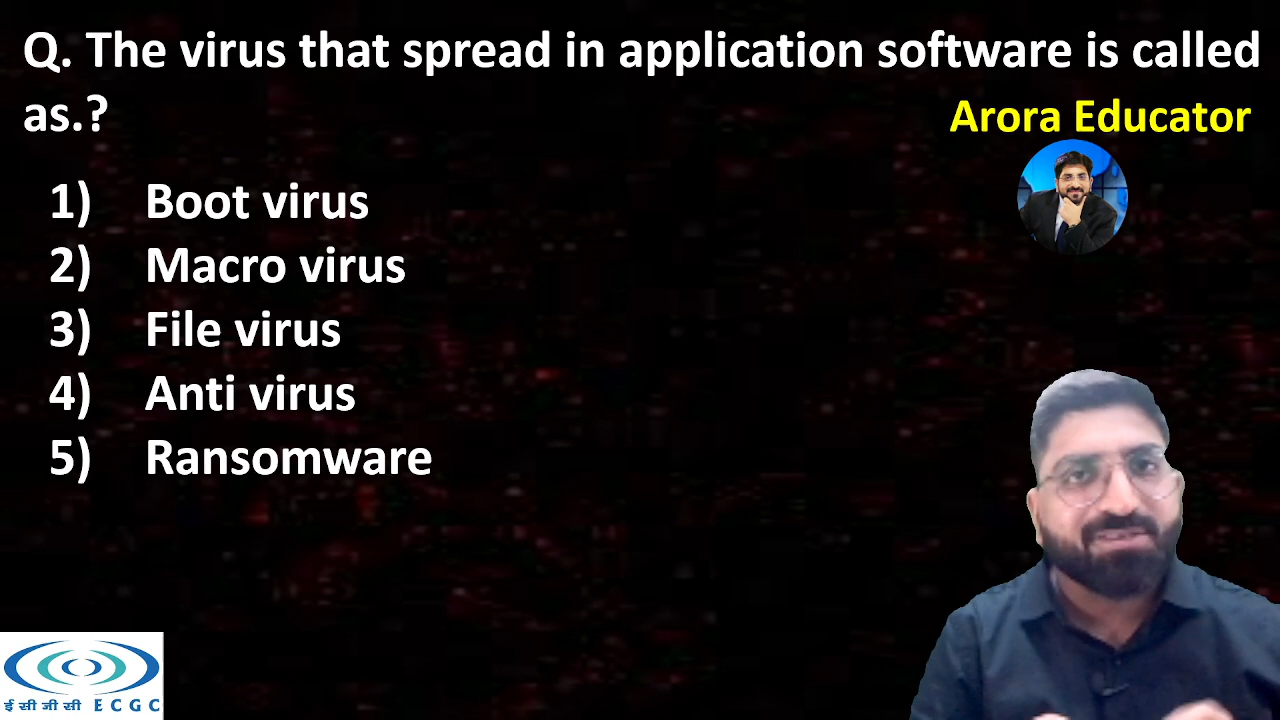 Q. The virus that spread in application software is called
as.?
Arora Educator
1) Boot virus
2) Macro virus
3) File virus
4) Anti virus
5) Ransomware
ई सी जी सी E C G C